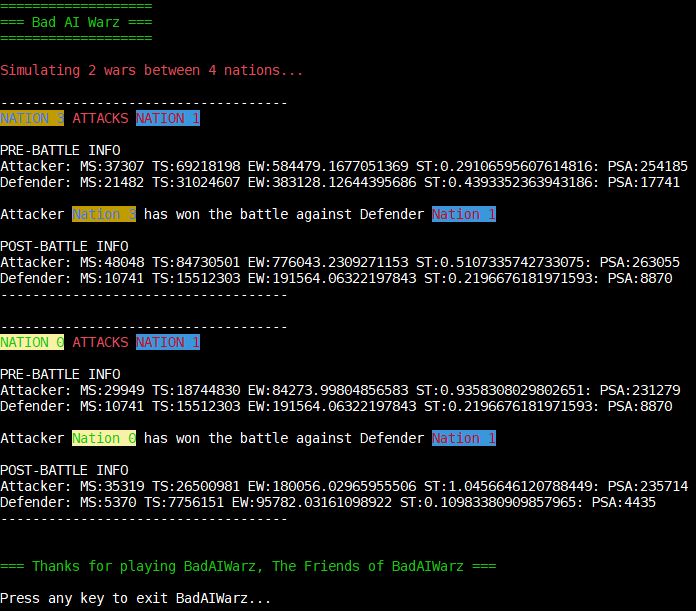 ===================
=== Bad AI Warz ===
===================
Simulating 2 wars between 4 nations...
------------------------------------
NATION 3 ATTACKS NATION 1
PRE-BATTLE INFO
Attacker: MS:37307 TS:69218198 EW:584479.1677051369 ST:0.29106595607614816: PSA:254185
Defender: MS:21482 TS:31024607 EW:383128.12644395686 ST:0.4393352363943186: PSA:17741
Attacker Nation 3 has won the battle against Defender Nation 1
POST-BATTLE INFO
Attacker: MS:48048 TS:84730501 EW:776043.2309271153 ST:0.5107335742733075: PSA:263055
Defender: MS:10741 TS:15512303 EW:191564.06322197843 ST:0.2196676181971593: PSA:8870
------------------------------------
------------------------------------
NATION 0 ATTACKS NATION 1
PRE-BATTLE INFO
Attacker: MS:29949 TS:18744830 EW:84273.99804856583 ST:0.9358308029802651: PSA:231279
Defender: MS:10741 TS:15512303 EW:191564.06322197843 ST:0.2196676181971593: PSA:8870
Attacker Nation 0 has won the battle against Defender Nation 1
POST-BATTLE INFO
Attacker: MS:35319 TS:26500981 EW:180056.02965955506 ST:1.0456646120788449: PSA:235714
Defender: MS:5370 TS:7756151 EW:95782.03161098922 ST:0.10983380909857965: PSA:4435
------------------------------------
=== Thanks for playing BadAIWarz, The Friends of BadAIWarz ===
Press any key to exit BadAIWarz...